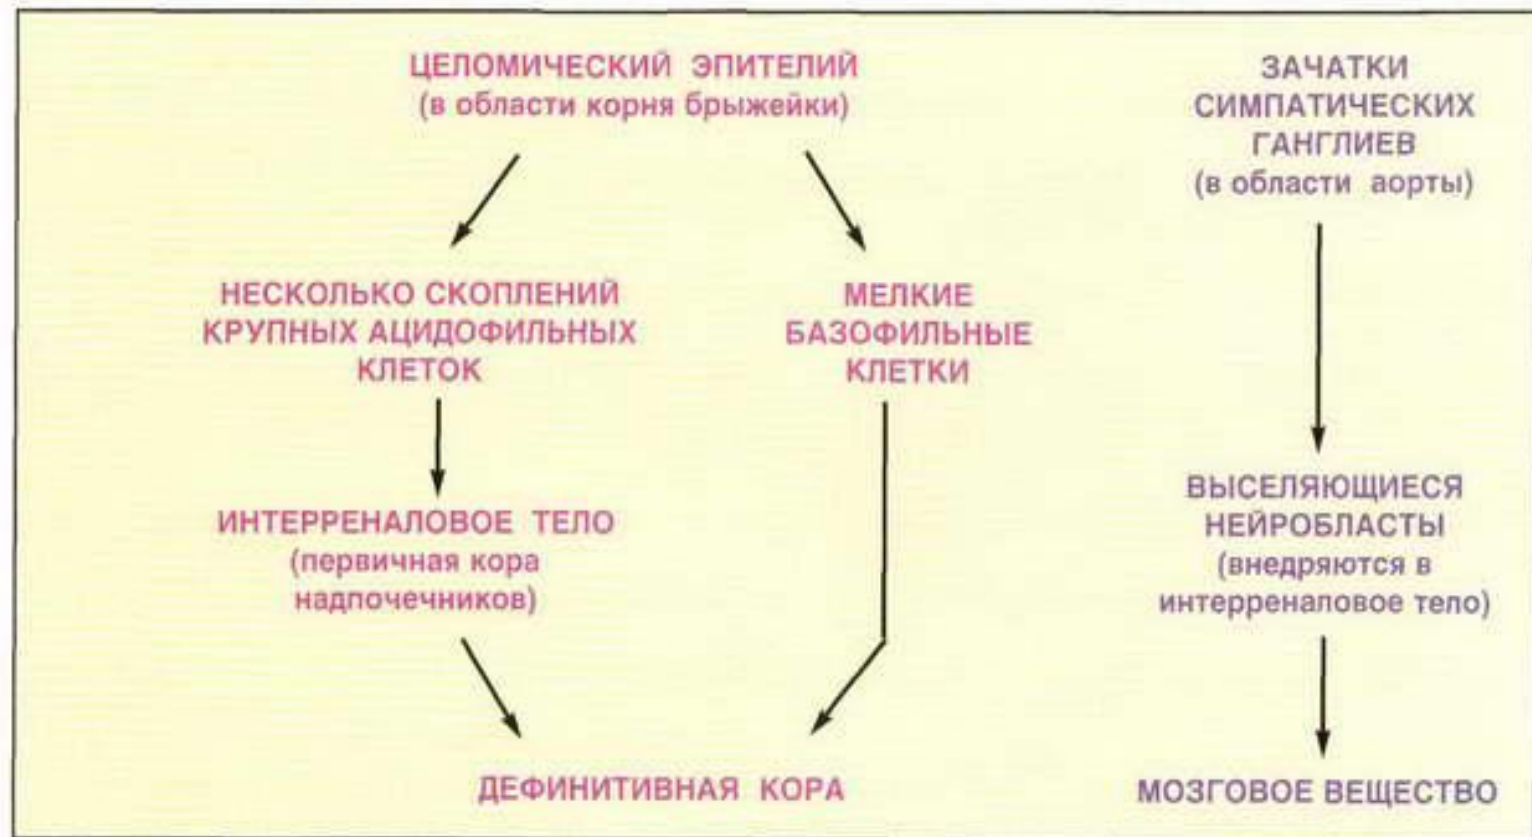 ЦЕЛОМИЧЕСКИЙ ЭПИТЕЛИЙ
(в области корня брыжейки)
ЗАЧАТКИ
СИМПАТИЧЕСКИХ
ГАНГЛИЕВ
(в области аорты)
НЕСКОЛЬКО СКОПЛЕНИЙ
КРУПНЫХ АЦИДОФИЛЬНЫХ
КЛЕТОК
МЕЛКИЕ
БАЗОФИЛЬНЫЕ
КЛЕТКИ
ИНТЕРРЕНАЛОВОЕ ТЕЛО
(первичная кора
надпочечников)
ВЫСЕЛЯЮЩИЕСЯ
НЕЙРОБЛАСТЫ
(внедряются в
интерреналовое тело)
ДЕФИНИТИВНАЯ КОРА
МОЗГОВОЕ ВЕЩЕСТВО